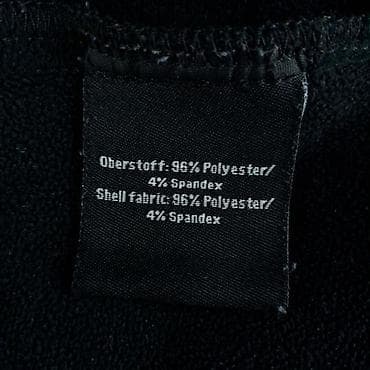 Oberstoff: 96% Polyester/
4% Spandex
Shell fabric: 96% Polyester/
4% Spandex